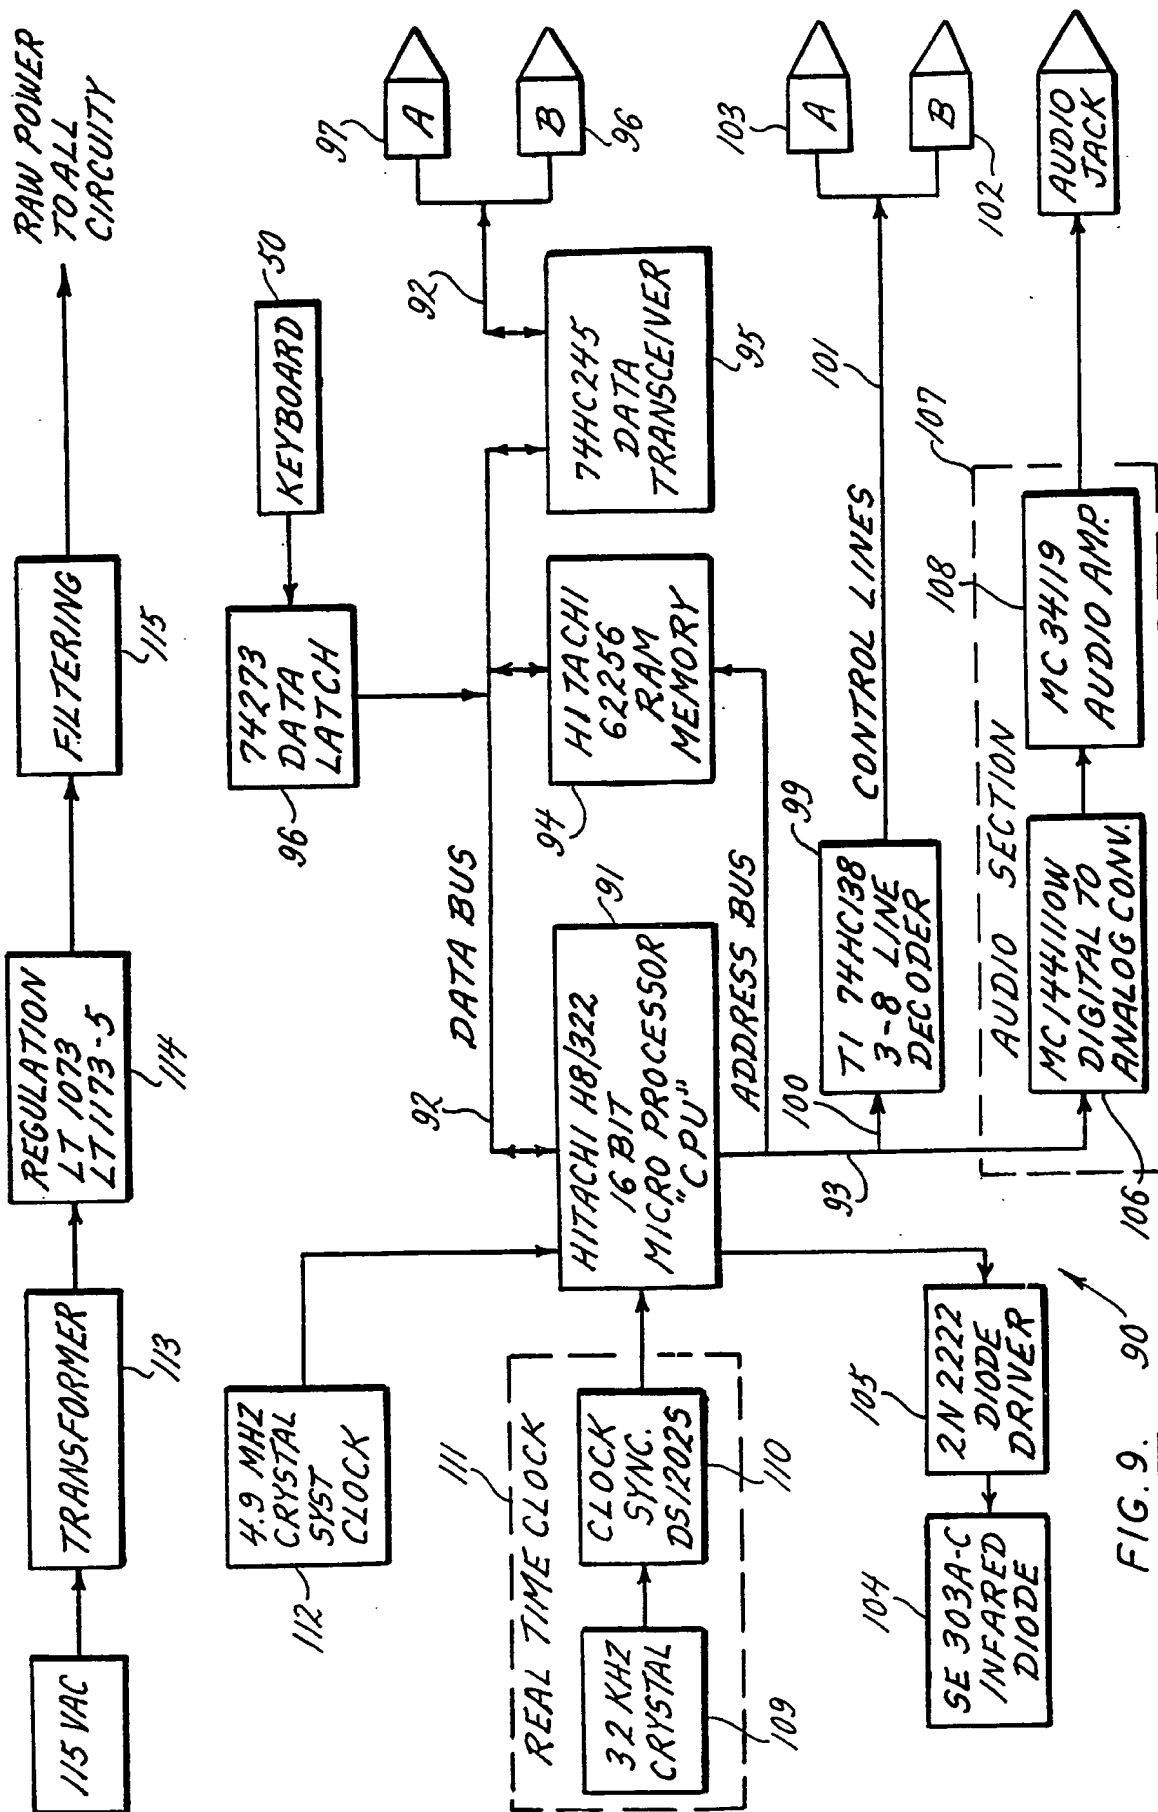 115 VAC
TRANSFORMER
113
REGULATION
LT 1073
LT 1173-5
114
FILTERING
115
RAW POWER
TO ALL
CIRCUITY
4.9 MHZ
CRYSTAL
SYST
CLOCK
112
74273
DATA
LATCH
96
KEYBOARD
50
REAL TIME CLOCK
111
32 KHZ
CRYSTAL
109
CLOCK
SYNC.
DS1202S
110
92
DATA BUS
HITACHI H8/322
16 BIT
MICRO PROCESSOR
"CPU"
91
HITACHI
62256
RAM
MEMORY
94
74HC245
DATA
TRANSCEIVER
95
92
97
A
B
96
ADDRESS BUS
93
100
TI 74HC138
3-8 LINE
DECODER
99
CONTROL LINES
101
103
A
B
102
SE 303A-C
INFARED
DIODE
104
2N 2222
DIODE
DRIVER
105
AUDIO SECTION
107
MC144110W
DIGITAL TO
ANALOG CONV.
106
MC 34119
AUDIO AMP.
108
AUDIO
JACK
90
FIG. 9.